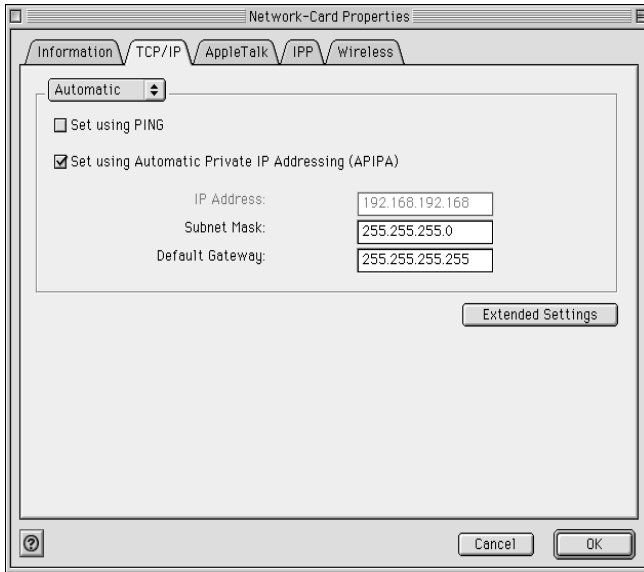 Network-Card Properties
Information TCP/IP AppleTalk IPP Wireless
Automatic
Set using PING
Set using Automatic Private IP Addressing (APIPA)
IP Address: 192.168.192.168
Subnet Mask: 255.255.255.0
Default Gateway: 255.255.255.255
Extended Settings
? Cancel OK